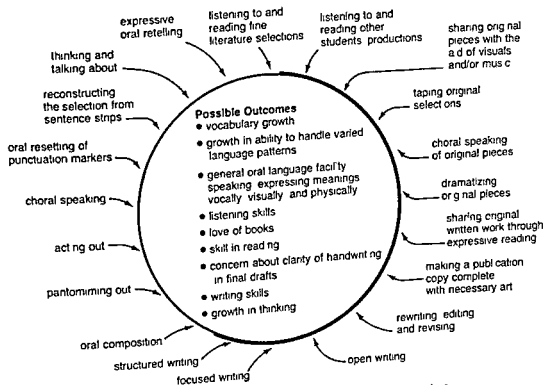 expressive
oral retelling
listening to and
reading fine
literature selections
listening to and
reading other
students productions
sharing original
pieces with the
aid of visuals
and/or music
taping original
selections
choral speaking
of original pieces
dramatizing
original pieces
sharing original
written work through
expressive reading
making a publication
copy complete
with necessary art
rewriting editing
and revising
open writing
focused writing
structured writing
oral composition
pantomiming out
acting out
choral speaking
oral resetting of
punctuation markers
reconstructing
the selection from
sentence strips
thinking and
talking about
Possible Outcomes
• vocabulary growth
• growth in ability to handle varied
language patterns
• general oral language facility
speaking expressing meanings
vocally visually and physically
• listening skills
• love of books
• skill in reading
• concern about clarity of handwriting
in final drafts
• writing skills
• growth in thinking